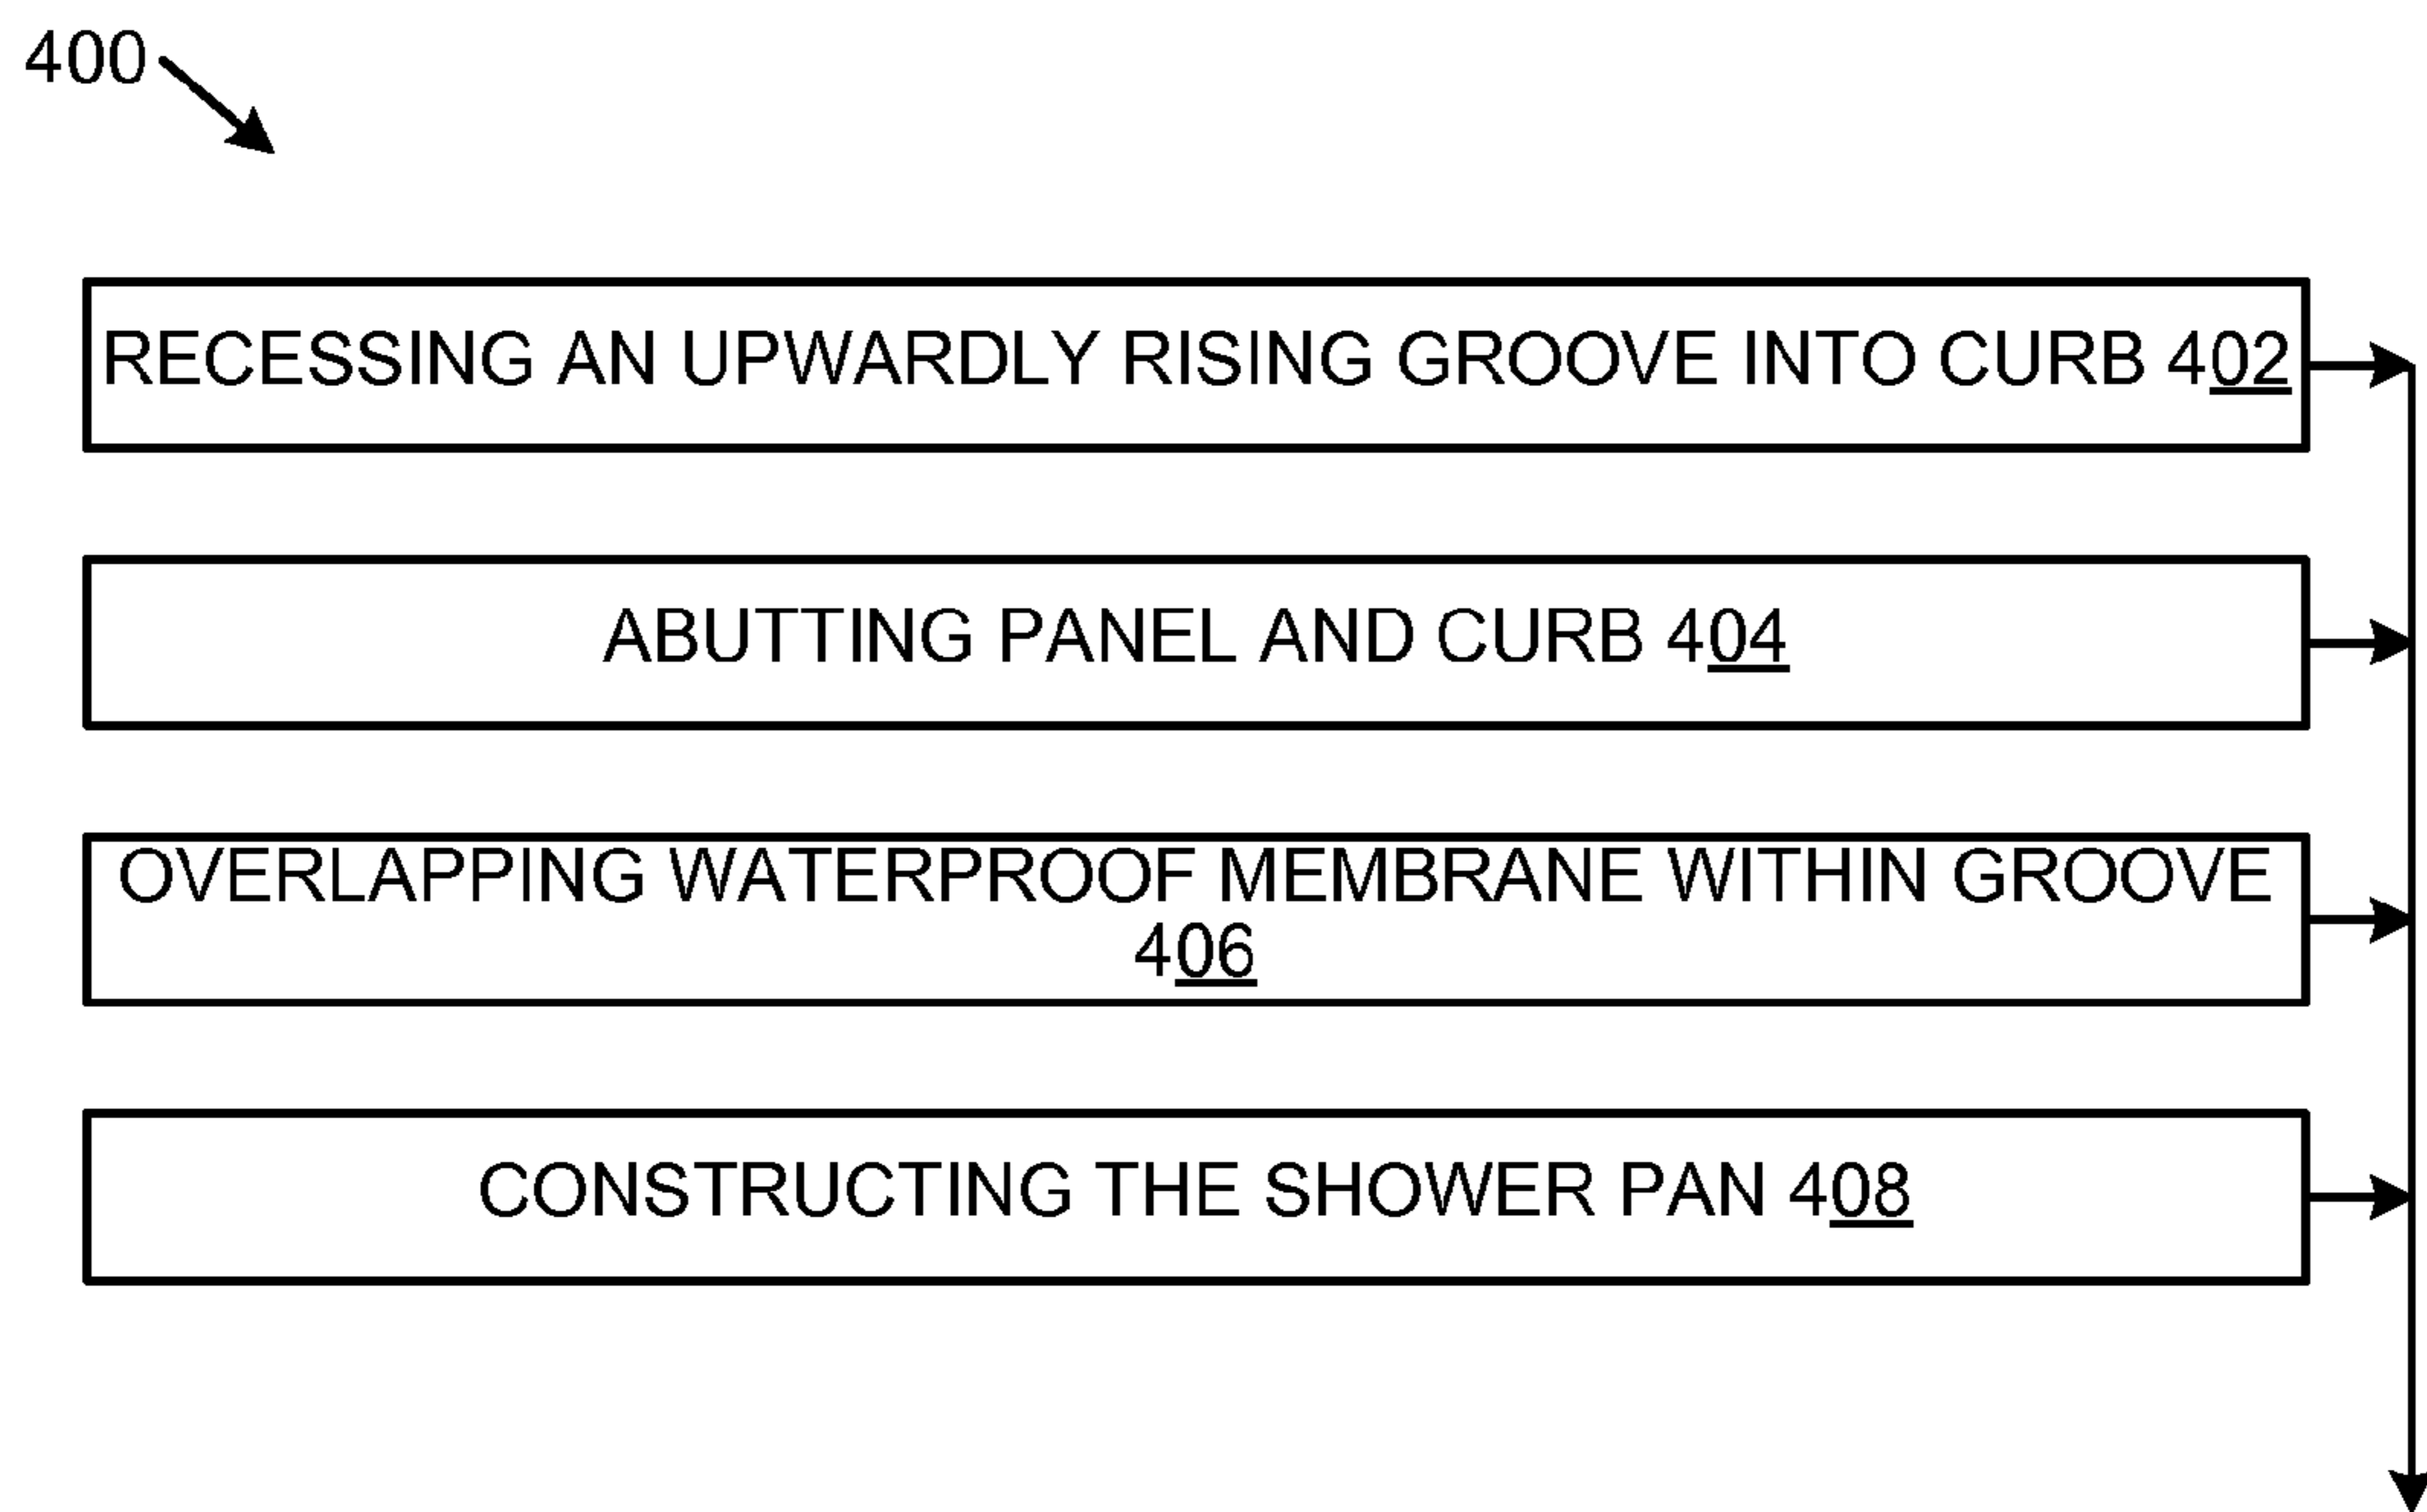 400
RECESSING AN UPWARDLY RISING GROOVE INTO CURB 402
ABUTTING PANEL AND CURB 404
OVERLAPPING WATERPROOF MEMBRANE WITHIN GROOVE
406
CONSTRUCTING THE SHOWER PAN 408